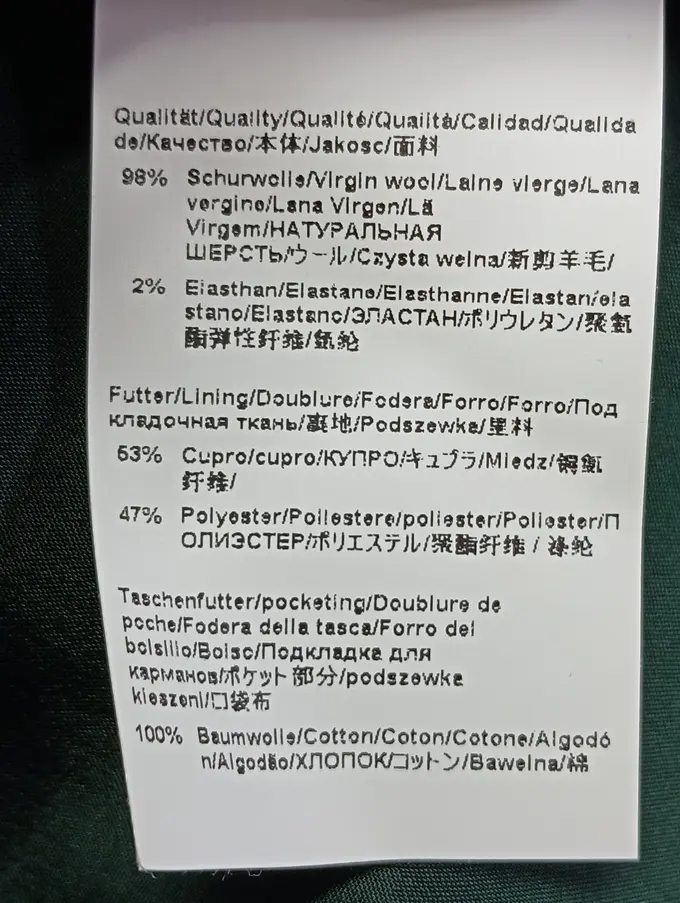 Qualität/Quality/Qualité/Qualità/Calidad/Qualida
de/Качество/本体/Jakosc/面料
98% Schurwolle/Virgin wool/Laine vierge/Lana
vergine/Lana Virgen/Lã
Virgem/НАТУРАЛЬНАЯ
ШЕРСТЬ/ウール/Czysta welna/新剪羊毛/
2% Elasthan/Elastane/Elasthanne/Elastan/ela
stano/Elastano/ЭЛАСТАН/ポリウレタン/聚氨
酯弹性纤维/氨纶
Futter/Lining/Doublure/Fodera/Forro/Forro/Под
кладочная ткань/裏地/Podszewka/里料
53% Cupro/cupro/КУПРО/キュプラ/Miedz/铜氨
纤维/
47% Polyester/Poliestere/poliester/Poliester/П
ОЛИЭСТЕР/ポリエステル/聚酯纤维 / 涤纶
Taschenfutter/pocketing/Doublure de
poche/Fodera della tasca/Forro del
bolsillo/Bolso/Подкладка для
карманов/ポケット部分/podszewka
kieszeni/口袋布
100% Baumwolle/Cotton/Coton/Cotone/Algodó
n/Algodão/ХЛОПОК/コットン/Bawelna/棉